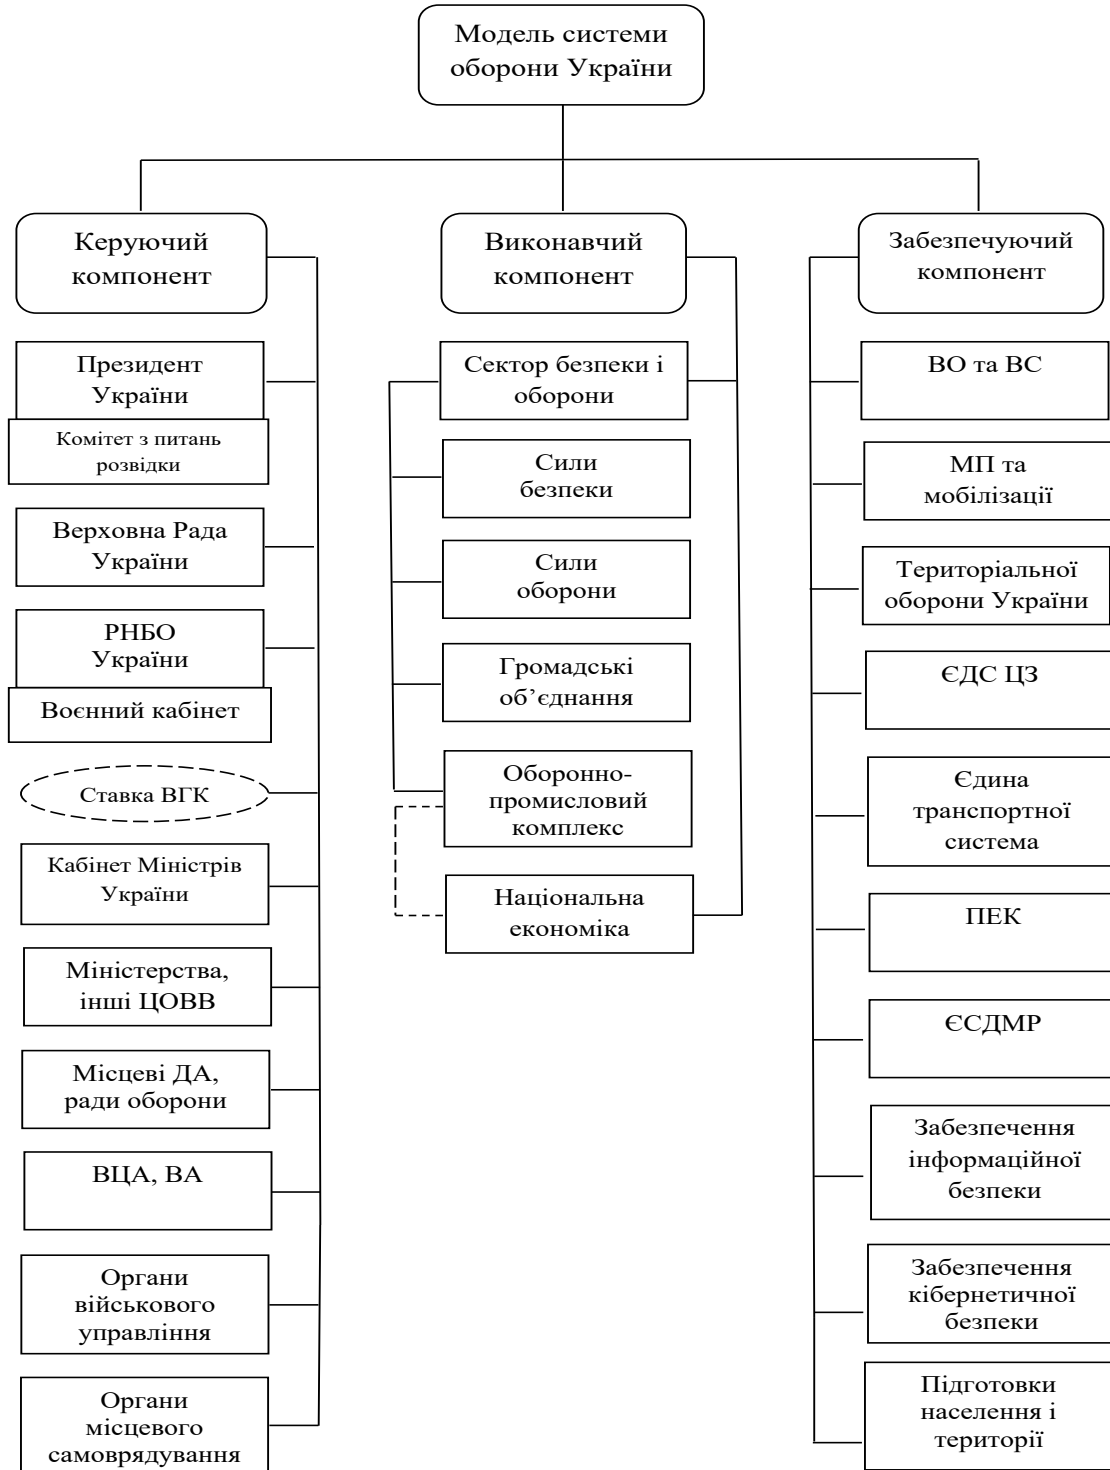 Модель системи
оборони України
Керуючий
компонент
Президент
України
Комітет з питань
розвідки
Верховна Рада
України
РНБО
України
Воєнний кабінет
Ставка ВГК
Кабінет Міністрів
України
Міністерства,
інші ЦОВВ
Місцеві ДА,
ради оборони
ВЦА, ВА
Органи
військового
управління
Органи
місцевого
самоврядування
Виконавчий
компонент
Сектор безпеки і
оборони
Сили
безпеки
Сили
оборони
Громадські
об’єднання
Оборонно-
промисловий
комплекс
Національна
економіка
Забезпечуючий
компонент
ВО та ВС
МП та
мобілізації
Територіальної
оборони України
ЄДС ЦЗ
Єдина
транспортної
система
ПЕК
ЄСДМР
Забезпечення
інформаційної
безпеки
Забезпечення
кібернетичної
безпеки
Підготовки
населення і
території